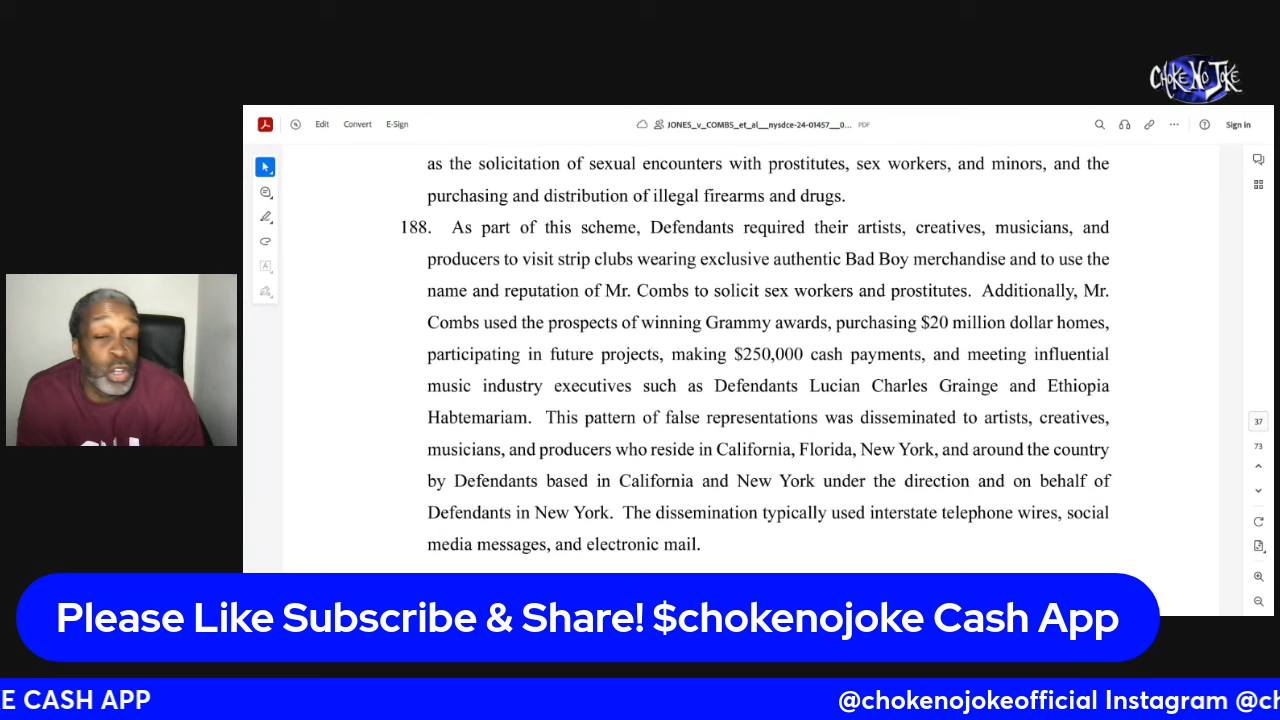 CHOKE NO JOKE
Edit Convert E-Sign
JONES_v_COMBS_et_al__nysdce-24-01457__0... PDF
Sign in
as the solicitation of sexual encounters with prostitutes, sex workers, and minors, and the
purchasing and distribution of illegal firearms and drugs.
188. As part of this scheme, Defendants required their artists, creatives, musicians, and
producers to visit strip clubs wearing exclusive authentic Bad Boy merchandise and to use the
name and reputation of Mr. Combs to solicit sex workers and prostitutes. Additionally, Mr.
Combs used the prospects of winning Grammy awards, purchasing $20 million dollar homes,
participating in future projects, making $250,000 cash payments, and meeting influential
music industry executives such as Defendants Lucian Charles Grainge and Ethiopia
Habtemariam. This pattern of false representations was disseminated to artists, creatives,
musicians, and producers who reside in California, Florida, New York, and around the country
by Defendants based in California and New York under the direction and on behalf of
Defendants in New York. The dissemination typically used interstate telephone wires, social
media messages, and electronic mail.
37
73
Please Like Subscribe & Share! $chokenojoke Cash App
E CASH APP
@chokenojokeofficial Instagram @ch